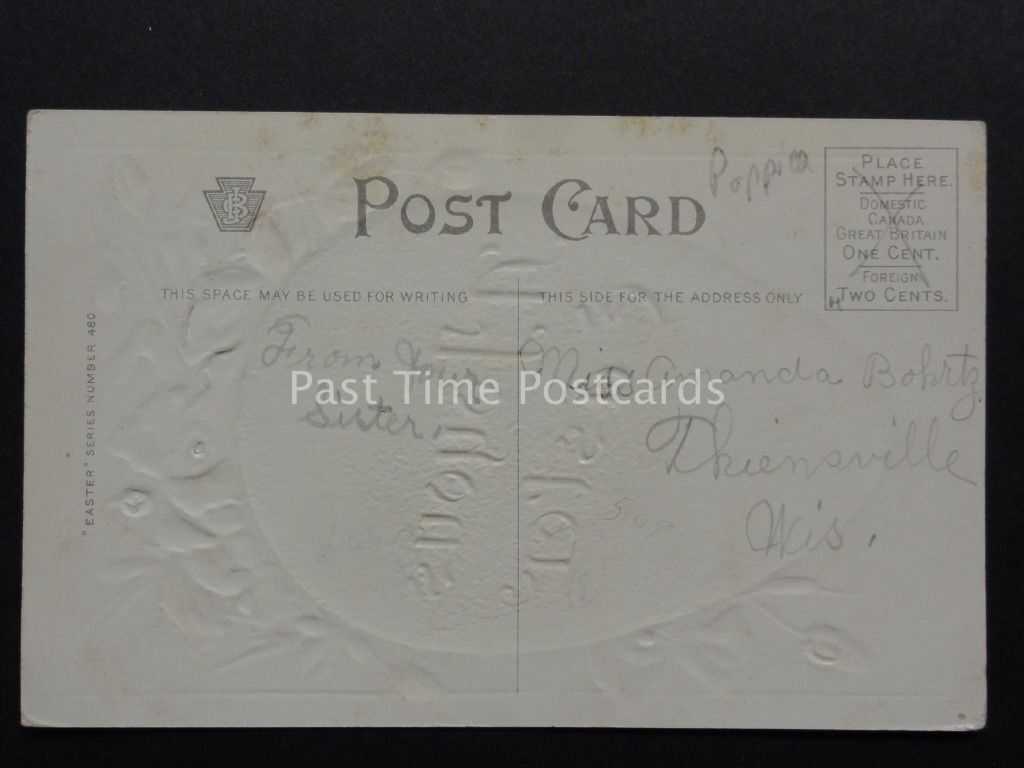 Poppies
POST CARD
PLACE
STAMP HERE.
DOMESTIC
CANADA
GREAT BRITAIN
ONE CENT.
FOREIGN
TWO CENTS.
H
THIS SPACE MAY BE USED FOR WRITING
THIS SIDE FOR THE ADDRESS ONLY
"EASTER" SERIES NUMBER 480
From Your
Sister.
Miss Amanda Bohrtz
Thiensville
Wis.
Past Time Postcards